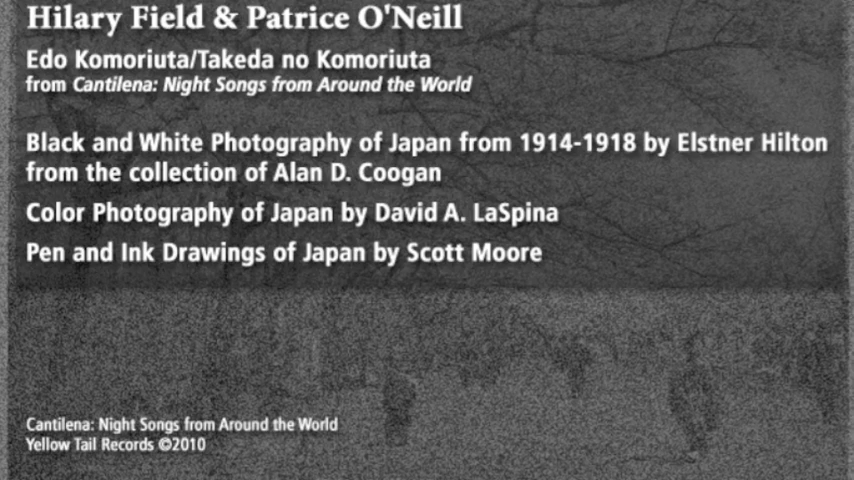 Hilary Field & Patrice O'Neill
Edo Komoriuta/Takeda no Komoriuta
from Cantilena: Night Songs from Around the World
Black and White Photography of Japan from 1914-1918 by Elstner Hilton
from the collection of Alan D. Coogan
Color Photography of Japan by David A. LaSpina
Pen and Ink Drawings of Japan by Scott Moore
Cantilena: Night Songs from Around the World
Yellow Tail Records ©2010